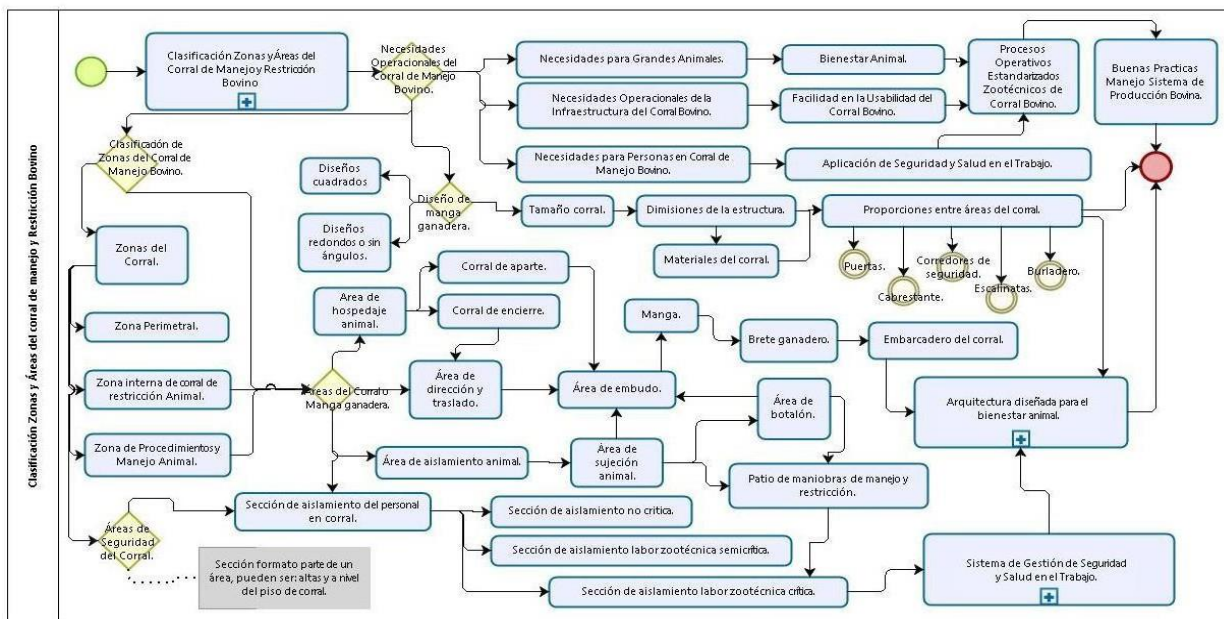 Clasificación Zonas y Áreas del corral de manejo y Restricción Bovino
Clasificación Zonas y Áreas del
Corral de Manejo y Restricción
Bovino
Necesidades
Operacionales del
Corral de Manejo
Bovino.
Necesidades para Grandes Animales.
Bienestar Animal.
Procesos
Operativos
Estandarizados
Zootécnicos
de Corral Bovino.
Buenas Practicas
Manejo Sistema de
Producción Bovina.
Necesidades Operacionales de la
Infraestructura del Corral Bovino.
Facilidad en la Usabilidad del
Corral Bovino.
Clasificación de
Zonas del Corral de
Manejo Bovino.
Necesidades para Personas en Corral de
Manejo Bovino.
Aplicación de Seguridad y Salud en el Trabajo.
Diseños
cuadrados
Diseño de
manga
ganadera.
Diseños
redondos o sin
ángulos.
Tamaño corral.
Dimisiones de la estructura.
Proporciones entre áreas del corral.
Materiales del corral.
Puertas.
Cabrestante.
Corredores de
seguridad.
Escalinatas.
Burladero.
Zonas del
Corral.
Corral de aparte.
Área de
hospedaje
animal.
Corral de encierre.
Manga.
Brete ganadero.
Embarcadero del corral.
Zona Perimetral.
Zona interna de corral de
restricción Animal.
Áreas del Corral o
Manga ganadera.
Área de
dirección y
traslado.
Área de embudo.
Área de
botalón.
Arquitectura diseñada para el
bienestar animal.
Zona de Procedimientos y
Manejo Animal.
Área de aislamiento animal.
Área de
sujeción
animal.
Patio de maniobras de manejo y
restricción.
Sección de aislamiento del personal
en corral.
Sección de aislamiento no critica.
Áreas de
Seguridad
del Corral.
Sección de aislamiento labor zootécnica semicrítica.
Sección formato parte de un
área, pueden ser: altas y a nivel
del piso de corral.
Sección de aislamiento labor zootécnica crítica.
Sistema de Gestión de Seguridad
y Salud en el Trabajo.